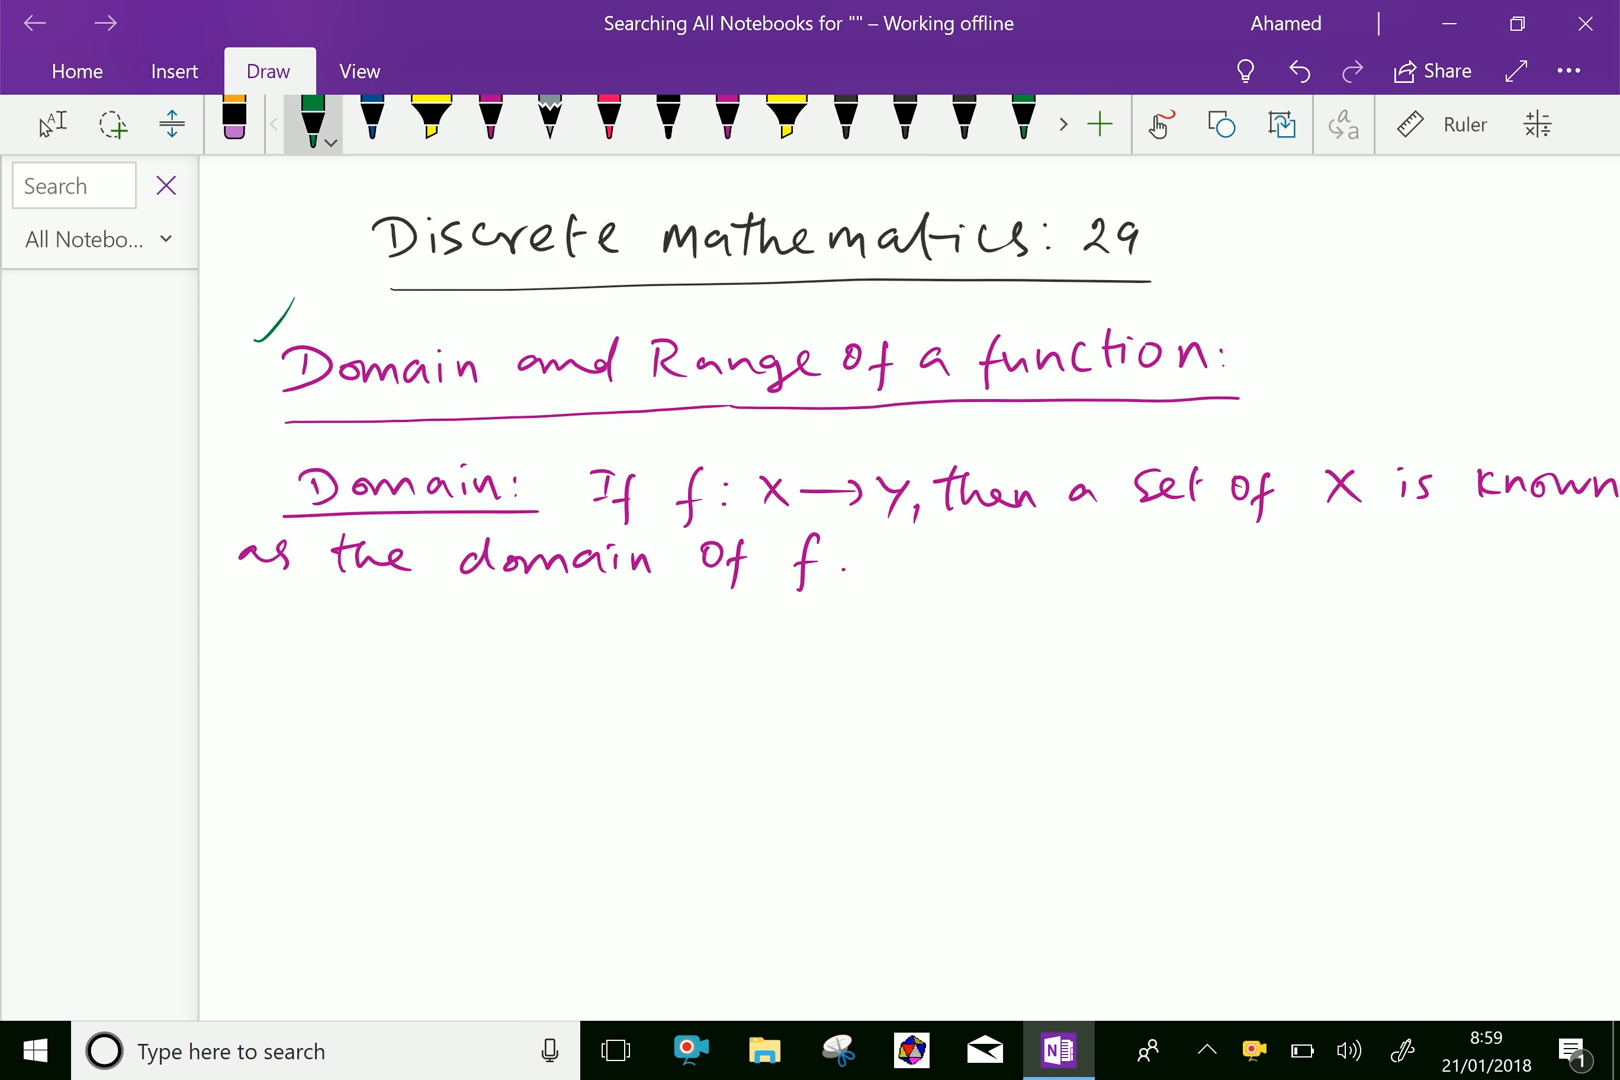 Searching All Notebooks for "" – Working offline
Ahamed
Home Insert Draw View
Share
Ruler
Search
All Notebo...
Discrete mathematics: 29
Domain and Range Of a function:
Domain: If f: X → Y, then a set Of X is known
as the domain Of f.
Type here to search
8:59
21/01/2018
1